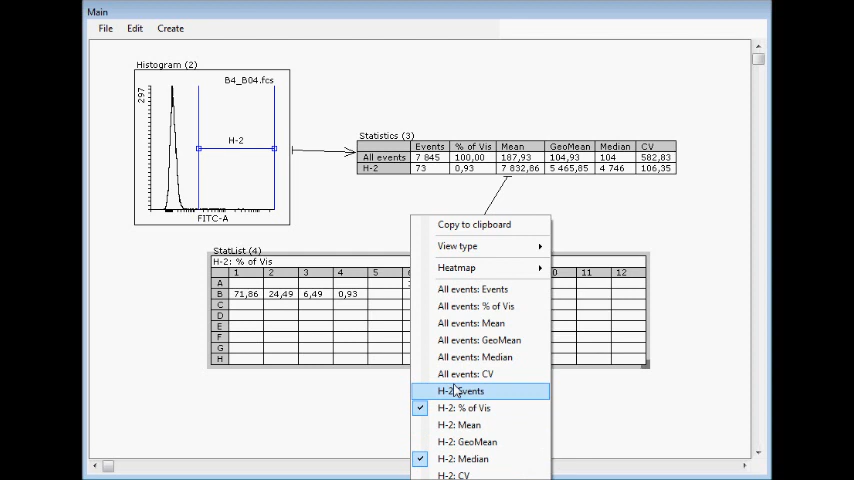 Main
File Edit Create
Histogram (2)
B4_B04.fcs
297
H-2
FITC-A
Statistics (3)
Events % of Vis Mean GeoMean Median CV
All events 7 845 100,00 187,93 104,93 104 582,83
H-2 73 0,93 7 832,86 5 465,85 4 746 106,35
StatList (4)
H-2: % of Vis
1 2 3 4 5 11 12
A
B 71,86 24,49 6,49 0,93
C
D
E
F
G
H
Copy to clipboard
View type
Heatmap
All events: Events
All events: % of Vis
All events: Mean
All events: GeoMean
All events: Median
All events: CV
H-2: Events
H-2: % of Vis
H-2: Mean
H-2: GeoMean
H-2: Median
H-2: CV